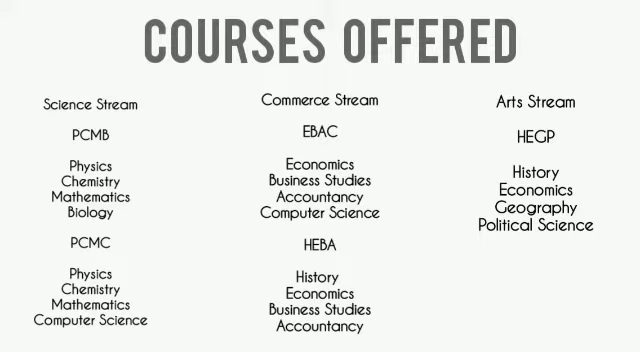 COURSES OFFERED
Science Stream
PCMB
Physics
Chemistry
Mathematics
Biology
PCMC
Physics
Chemistry
Mathematics
Computer Science
Commerce Stream
EBAC
Economics
Business Studies
Accountancy
Computer Science
HEBA
History
Economics
Business Studies
Accountancy
Arts Stream
HEGP
History
Economics
Geography
Political Science